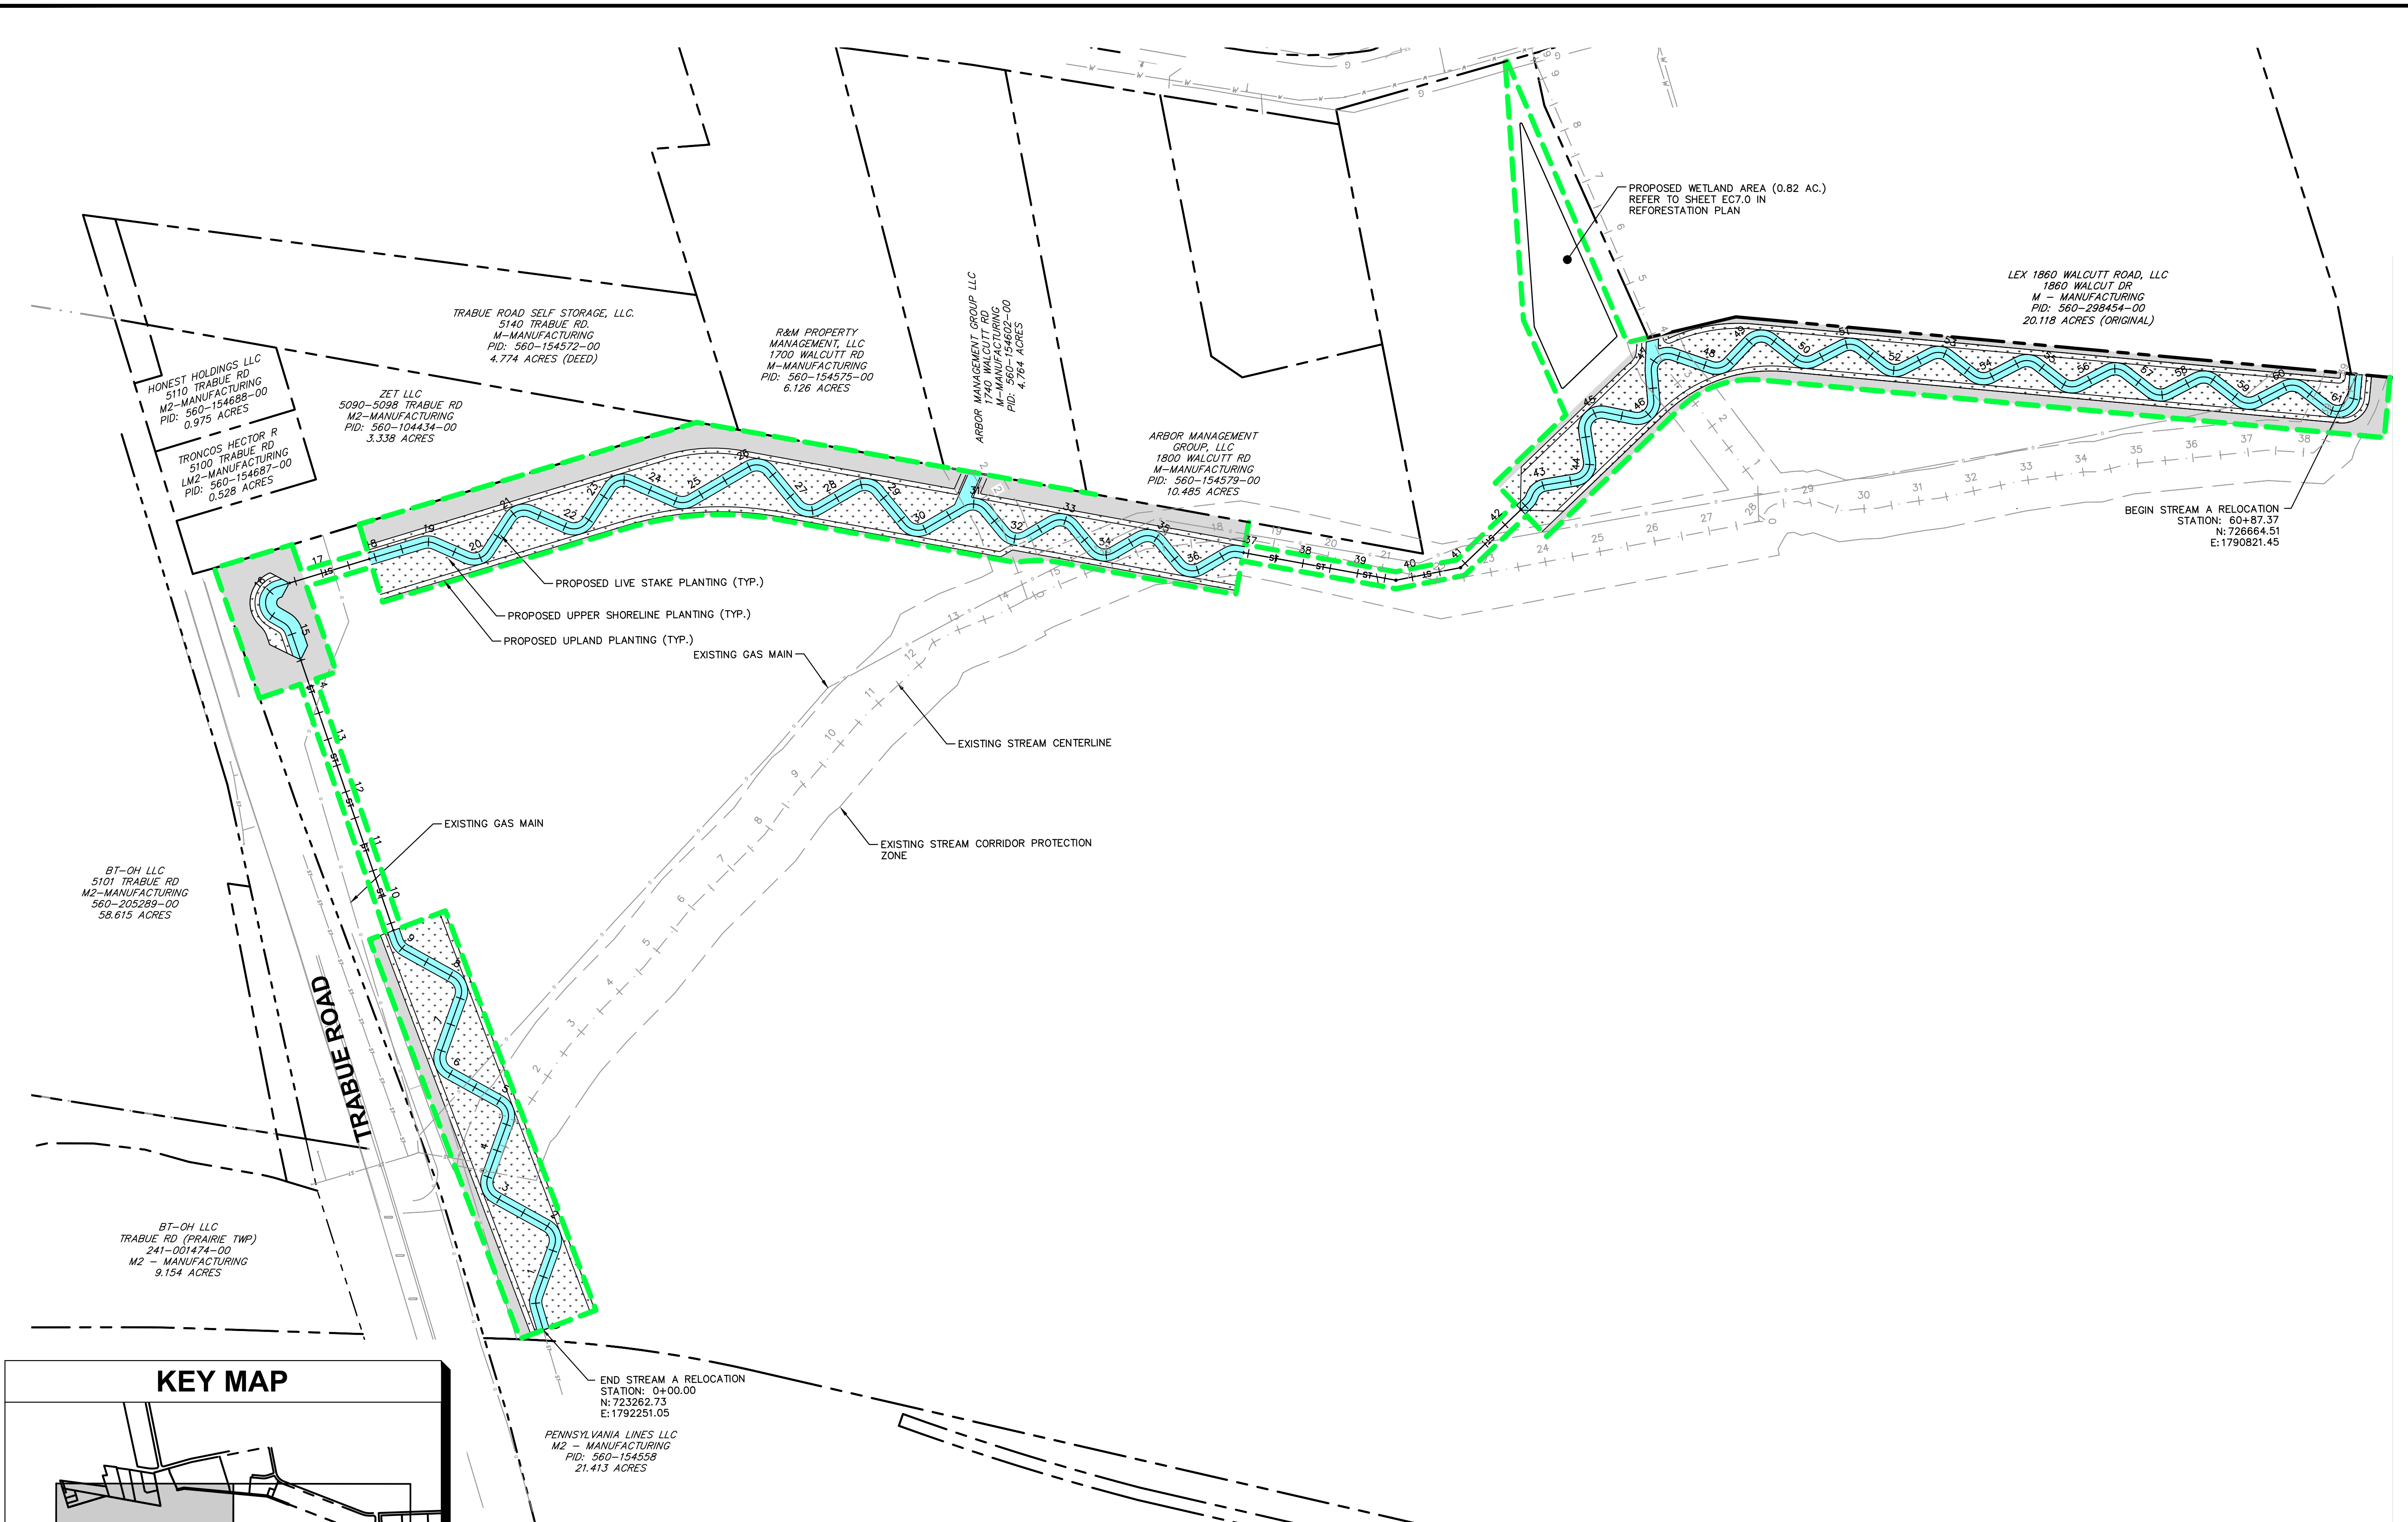 PROPOSED WETLAND AREA (0.82 AC.)
REFER TO SHEET EC7.0 IN
REFORESTATION PLAN
LEX 1860 WALCUTT ROAD, LLC
1860 WALCUT DR
M - MANUFACTURING
PID: 560-298454-00
20.118 ACRES (ORIGINAL)
TRABUE ROAD SELF STORAGE, LLC.
5140 TRABUE RD.
M-MANUFACTURING
PID: 560-154572-00
4.774 ACRES (DEED)
R&M PROPERTY
MANAGEMENT, LLC
1700 WALCUTT RD
M-MANUFACTURING
PID: 560-154575-00
6.126 ACRES
ARBOR MANAGEMENT GROUP LLC
1740 WALCUTT RD
M-MANUFACTURING
PID: 560-154602-00
4.764 ACRES
HONEST HOLDINGS LLC
5110 TRABUE RD
M2-MANUFACTURING
PID: 560-154688-00
0.975 ACRES
ZET LLC
5090-5098 TRABUE RD
M2-MANUFACTURING
PID: 560-104434-00
3.338 ACRES
TRONCOS HECTOR R
5100 TRABUE RD
LM2-MANUFACTURING
PID: 560-154687-00
0.528 ACRES
ARBOR MANAGEMENT
GROUP, LLC
1800 WALCUTT RD
M-MANUFACTURING
PID: 560-154579-00
10.485 ACRES
BEGIN STREAM A RELOCATION
STATION: 60+87.37
N:726664.51
E:1790821.45
PROPOSED LIVE STAKE PLANTING (TYP.)
PROPOSED UPPER SHORELINE PLANTING (TYP.)
PROPOSED UPLAND PLANTING (TYP.)
EXISTING GAS MAIN
EXISTING STREAM CENTERLINE
EXISTING GAS MAIN
EXISTING STREAM CORRIDOR PROTECTION
ZONE
BT-OH LLC
5101 TRABUE RD
M2-MANUFACTURING
560-205289-00
58.615 ACRES
TRABUE ROAD
BT-OH LLC
TRABUE RD (PRAIRIE TWP)
241-001474-00
M2 - MANUFACTURING
9.154 ACRES
END STREAM A RELOCATION
STATION: 0+00.00
N:723262.73
E:1792251.05
PENNSYLVANIA LINES LLC
M2 - MANUFACTURING
PID: 560-154558
21.413 ACRES
KEY MAP